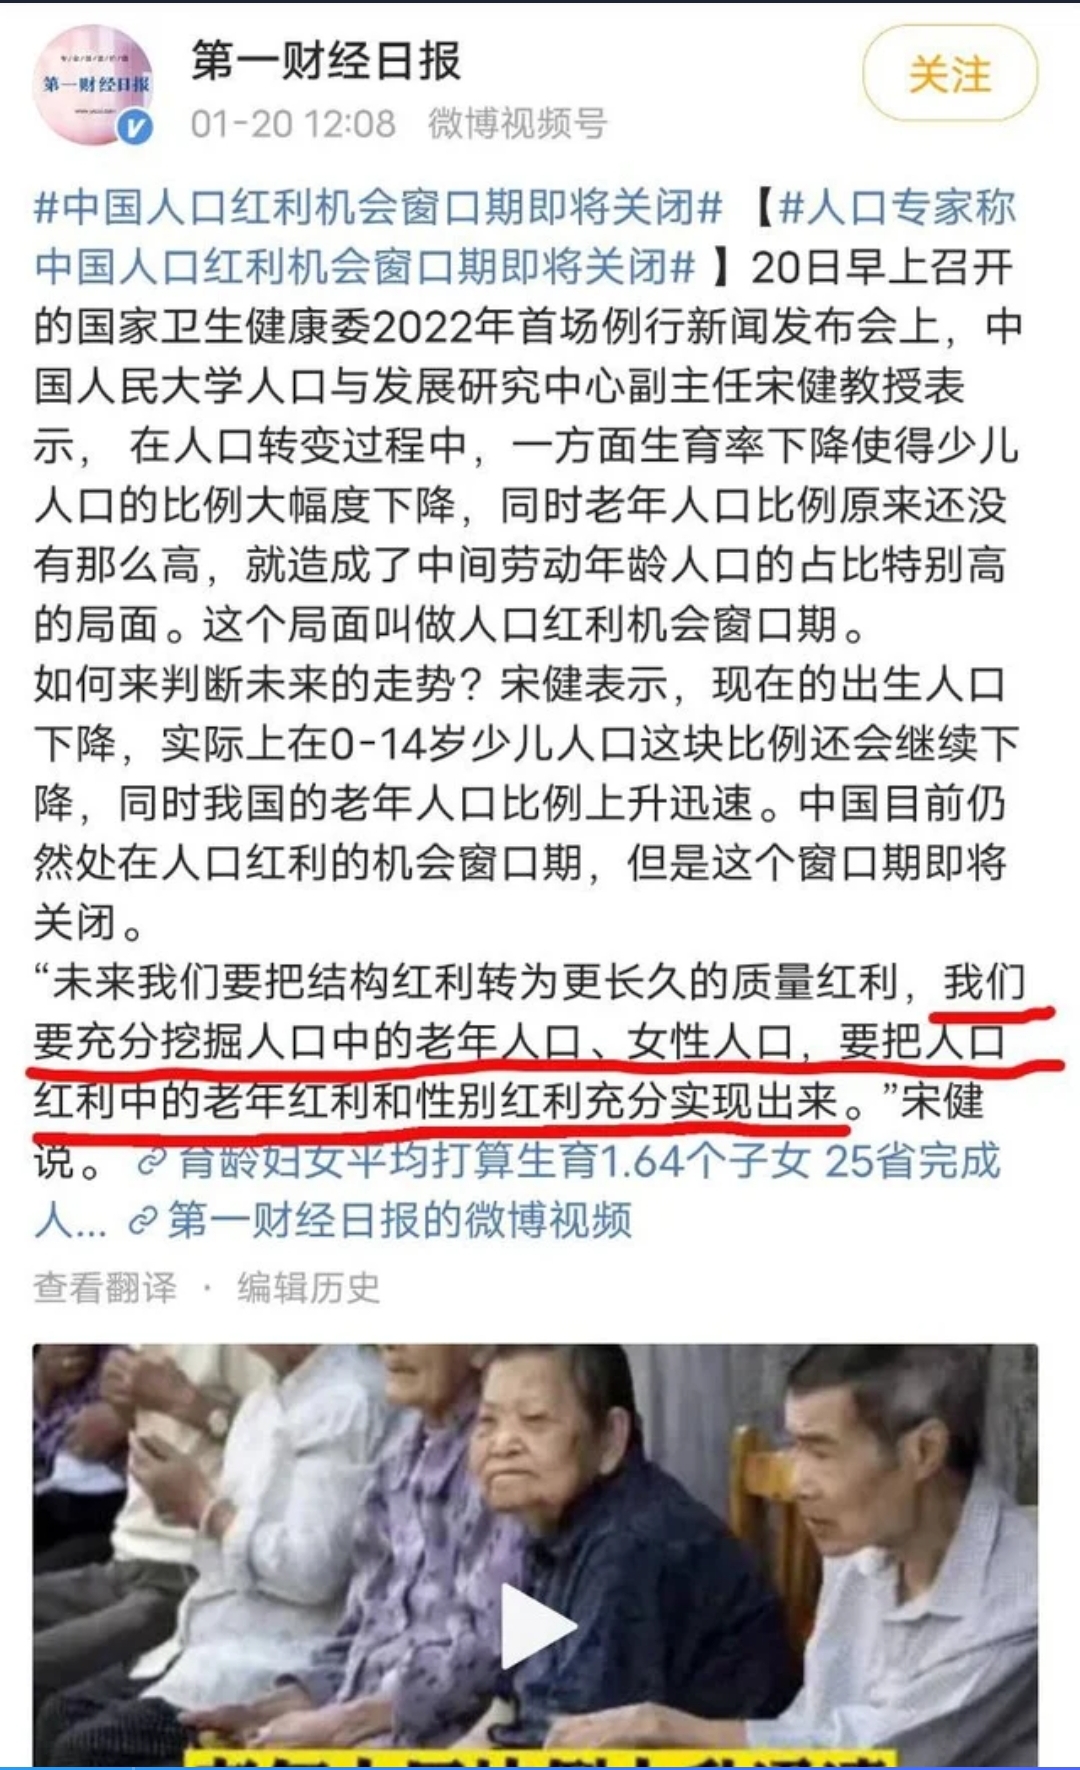 第一财经日报
第一财经日报
01-20 12:08 微博视频号
关注
#中国人口红利机会窗口期即将关闭# 【#人口专家称
中国人口红利机会窗口期即将关闭# 】20日早上召开
的国家卫生健康委2022年首场例行新闻发布会上，中
国人民大学人口与发展研究中心副主任宋健教授表
示， 在人口转变过程中，一方面生育率下降使得少儿
人口的比例大幅度下降，同时老年人口比例原来还没
有那么高，就造成了中间劳动年龄人口的占比特别高
的局面。这个局面叫做人口红利机会窗口期。
如何来判断未来的走势？宋健表示，现在的出生人口
下降，实际上在0-14岁少儿人口这块比例还会继续下
降，同时我国的老年人口比例上升迅速。中国目前仍
然处在人口红利的机会窗口期，但是这个窗口期即将
关闭。
“未来我们要把结构红利转为更长久的质量红利，我们
要充分挖掘人口中的老年人口、女性人口，要把人口
红利中的老年红利和性别红利充分实现出来。”宋健
说。 育龄妇女平均打算生育1.64个子女 25省完成
人... 第一财经日报的微博视频
查看翻译 · 编辑历史